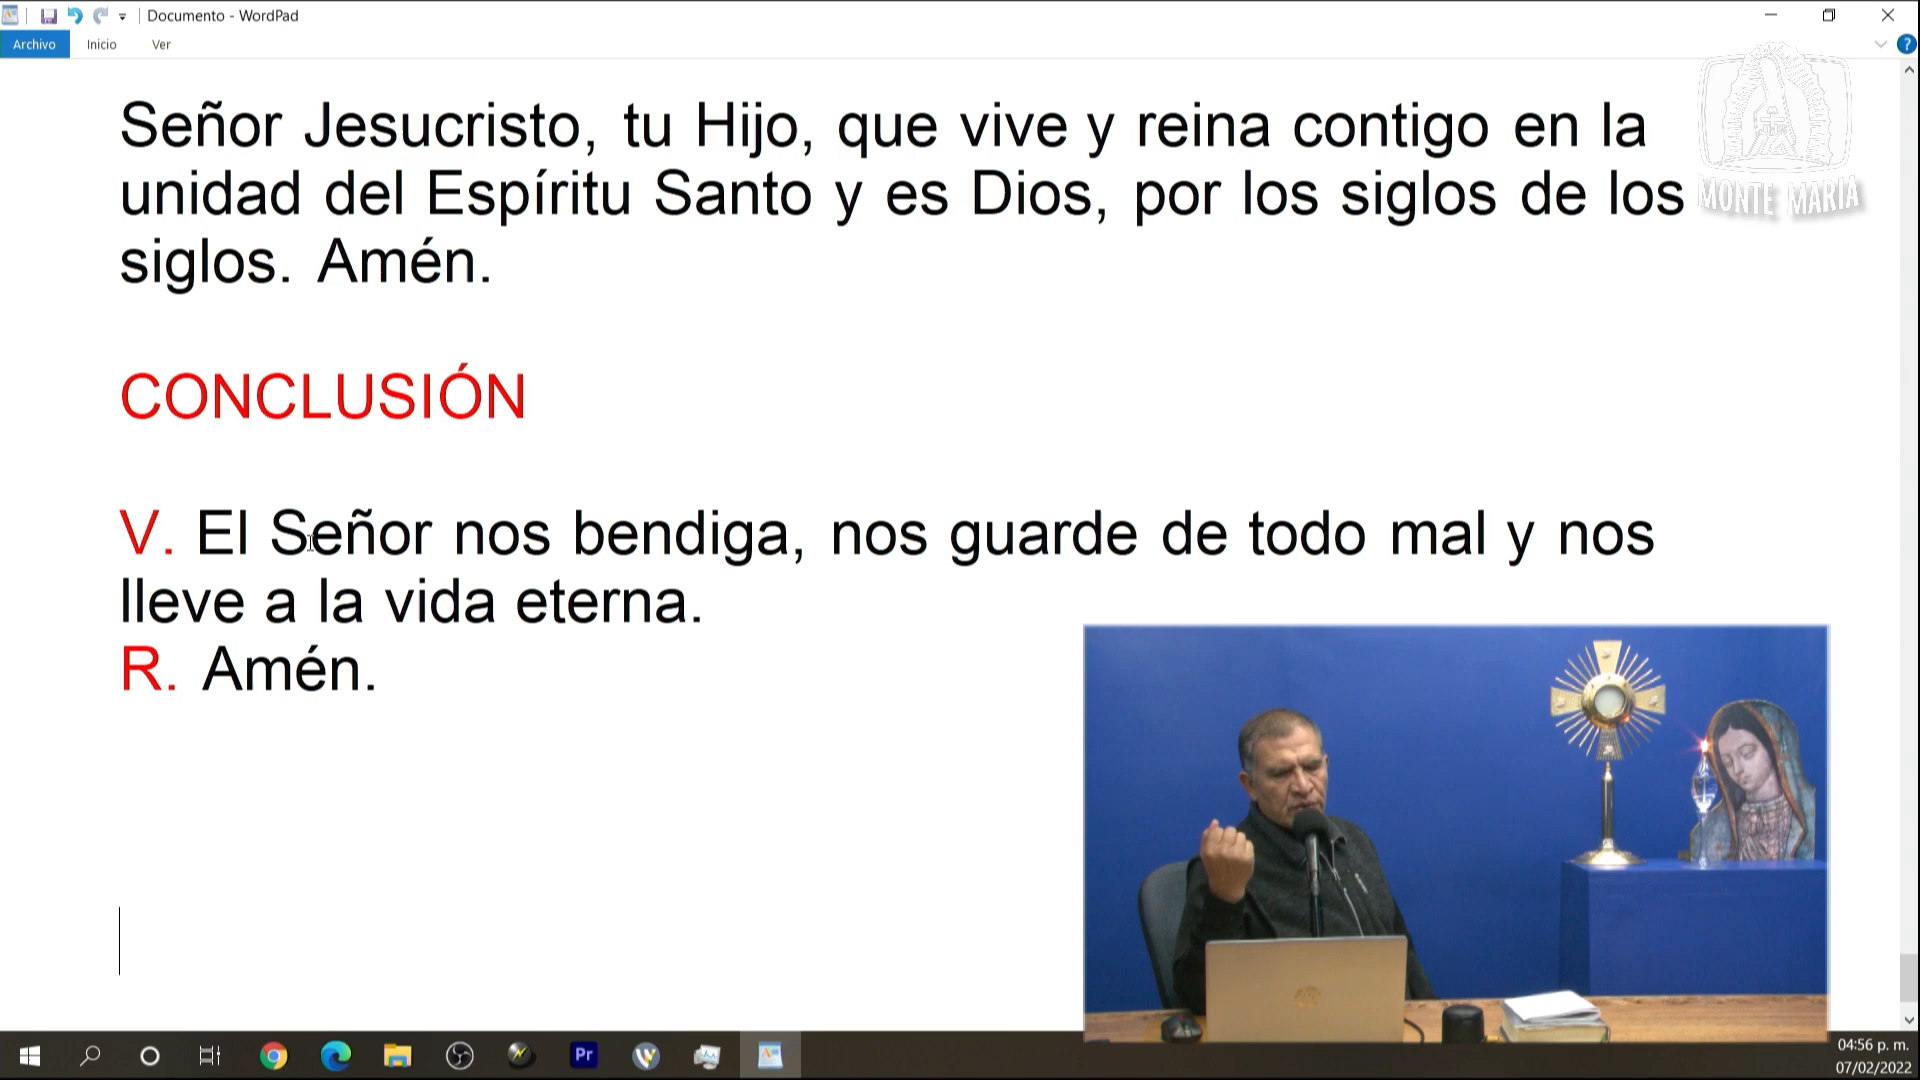 Documento - WordPad
Archivo Inicio Ver
MONTE MARIA
Señor Jesucristo, tu Hijo, que vive y reina contigo en la
unidad del Espíritu Santo y es Dios, por los siglos de los
siglos. Amén.
CONCLUSIÓN
V. El Señor nos bendiga, nos guarde de todo mal y nos
lleve a la vida eterna.
R. Amén.
Pr
04:56 p. m.
07/02/2022